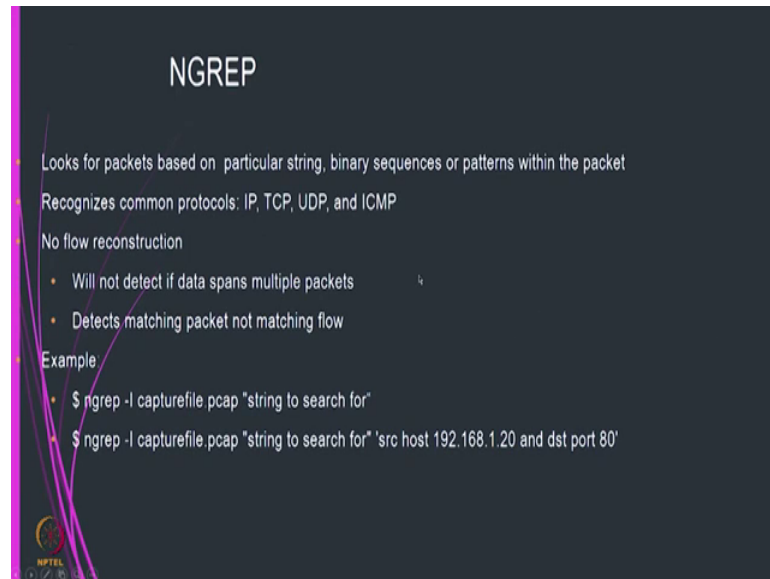 NGREP
Looks for packets based on particular string, binary sequences or patterns within the packet
Recognizes common protocols: IP, TCP, UDP, and ICMP
No flow reconstruction
Will not detect if data spans multiple packets
Detects matching packet not matching flow
Example:
$ ngrep -I capturefile.pcap "string to search for"
$ ngrep -I capturefile.pcap "string to search for" 'src host 192.168.1.20 and dst port 80'
NPTEL